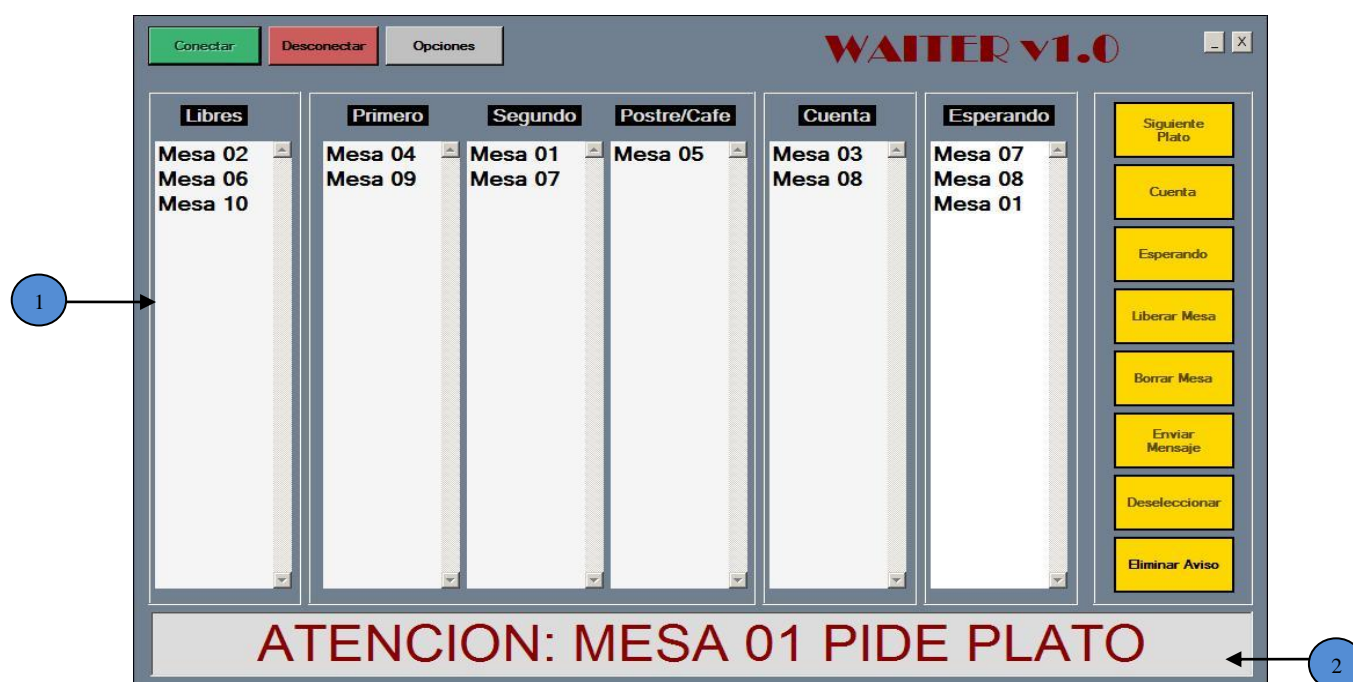 Conectar
Desconectar
Opciones
WAITER v1.0
_
X
Libres
Mesa 02
Mesa 06
Mesa 10
Primero
Mesa 04
Mesa 09
Segundo
Mesa 01
Mesa 07
Postre/Cafe
Mesa 05
Cuenta
Mesa 03
Mesa 08
Esperando
Mesa 07
Mesa 08
Mesa 01
Siguiente
Plato
Cuenta
Esperando
Liberar Mesa
Borrar Mesa
Enviar
Mensaje
Deseleccionar
Eliminar Aviso
1
ATENCION: MESA 01 PIDE PLATO
2